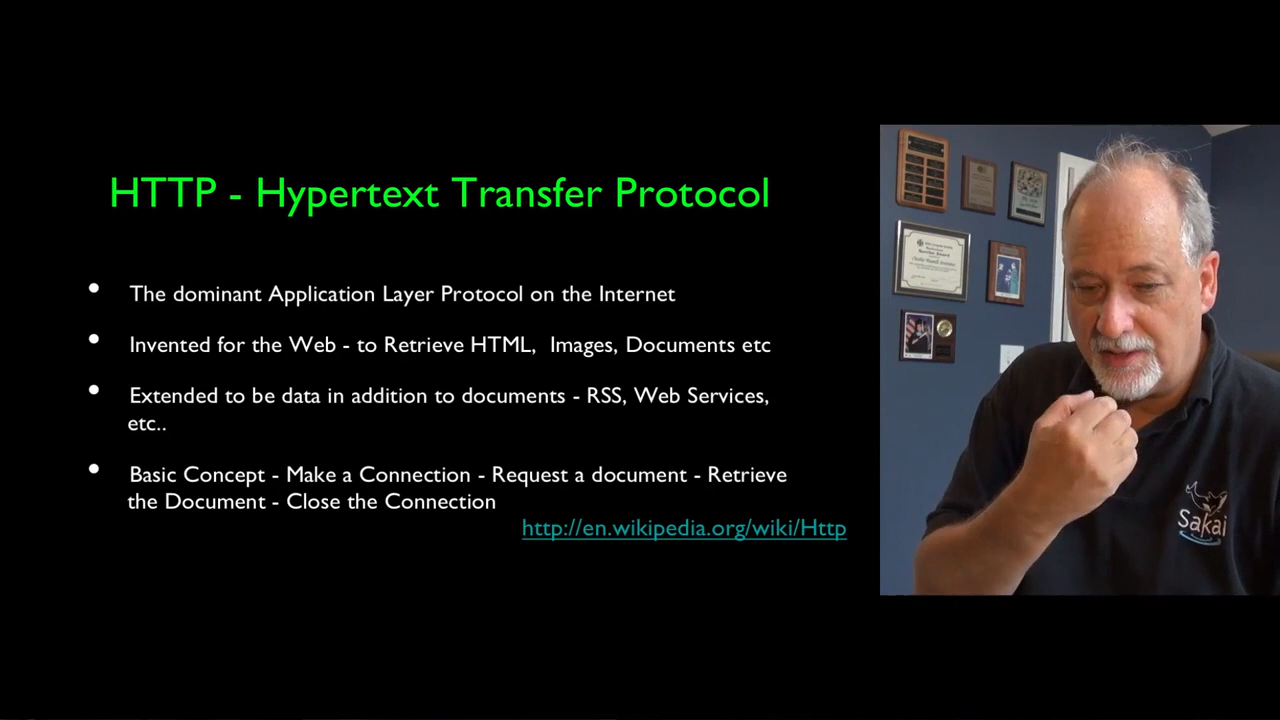 HTTP - Hypertext Transfer Protocol
• The dominant Application Layer Protocol on the Internet
• Invented for the Web - to Retrieve HTML, Images, Documents etc
• Extended to be data in addition to documents - RSS, Web Services,
etc..
• Basic Concept - Make a Connection - Request a document - Retrieve
the Document - Close the Connection
http://en.wikipedia.org/wiki/Http
Sakai